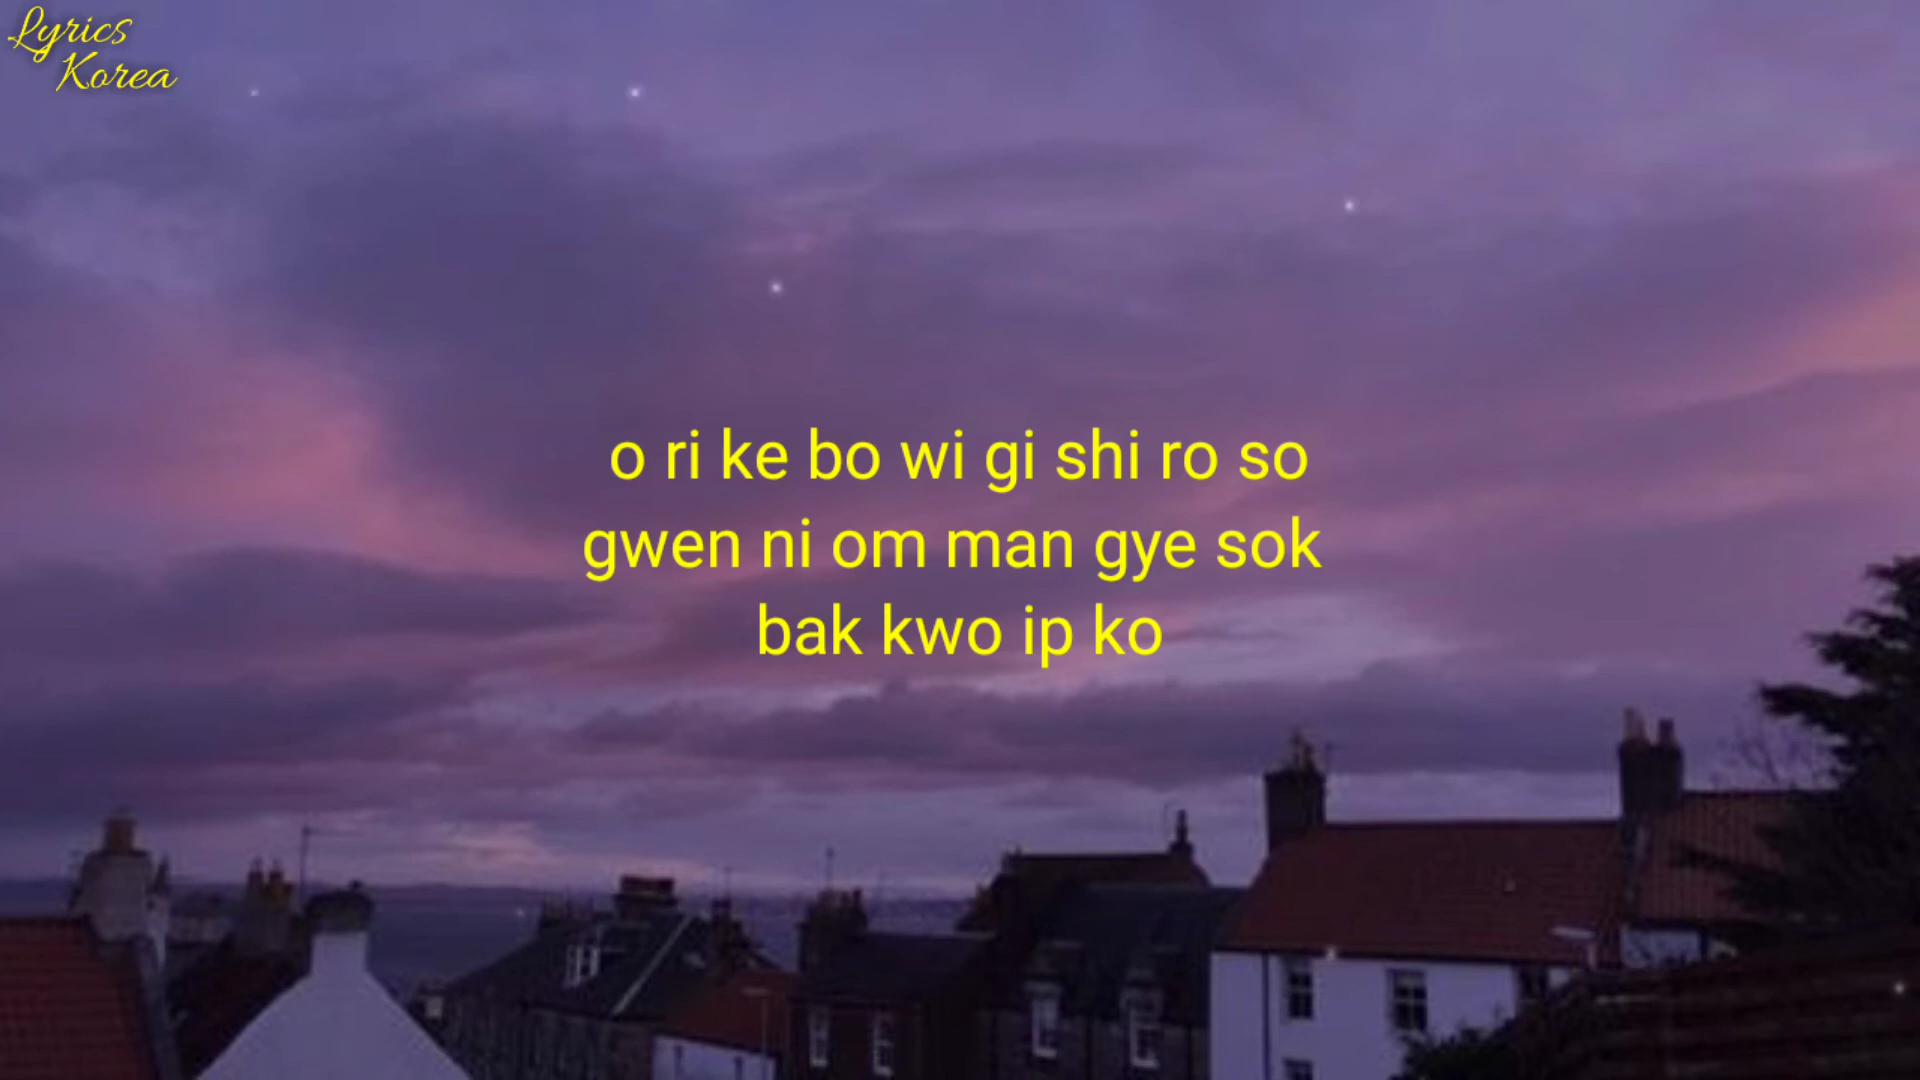 Lyrics
Korea
o ri ke bo wi gi shi ro so
gwen ni om man gye sok
bak kwo ip ko